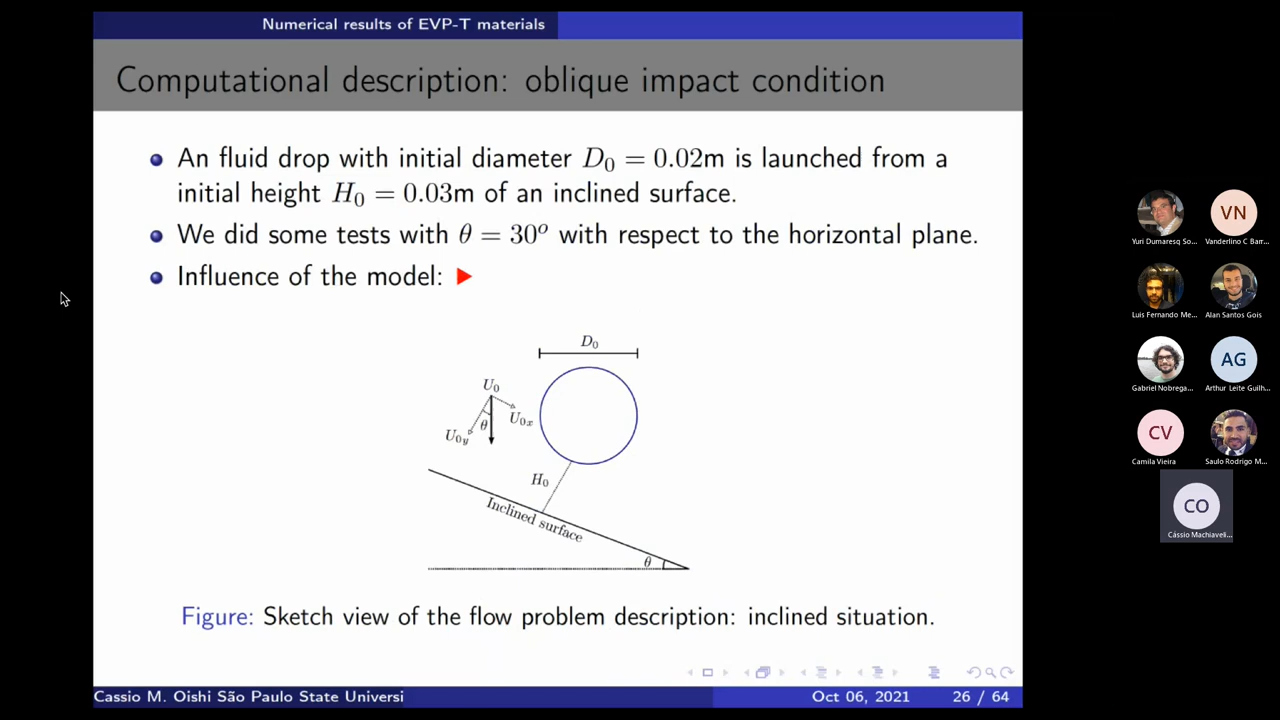 Numerical results of EVP-T materials
Computational description: oblique impact condition
An fluid drop with initial diameter D₀ = 0.02m is launched from a
initial height H₀ = 0.03m of an inclined surface.
We did some tests with θ = 30° with respect to the horizontal plane.
Influence of the model:
D₀
U₀
U₀ₓ
θ
U₀y
H₀
Inclined surface
θ
Figure: Sketch view of the flow problem description: inclined situation.
Cassio M. Oishi São Paulo State Universi
Oct 06, 2021
26 / 64
Yuri Dumaresq So...
VN
Vanderlino C Barr...
Luis Fernando Me...
Alan Santos Gois
Gabriel Nobrega...
AG
Arthur Leite Guilh...
CV
Camila Vieira
Saulo Rodrigo M...
CO
Cássio Machiaveli...